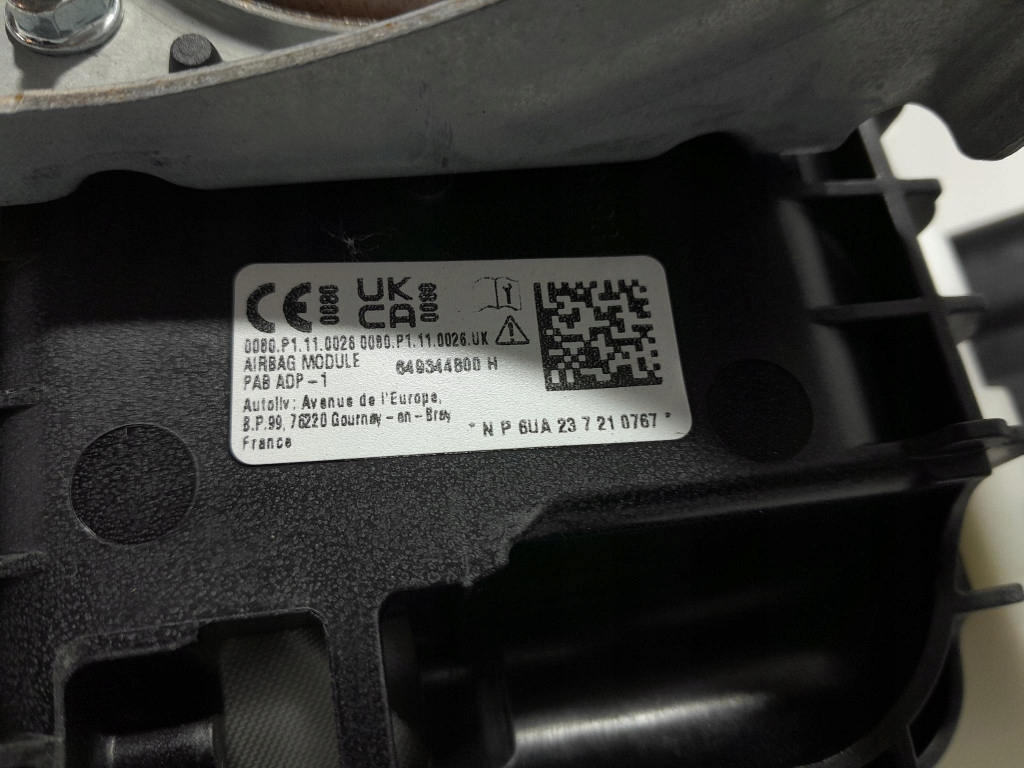 CE 0080 UK CA 0080
0080.P1.11.0026 0080.P1.11.0026.UK
AIRBAG MODULE 649344800 H
PAB ADP-1
Autoliv: Avenue de l'Europe,
B.P.99, 76220 Gournay-en-Bray
France
* N P 6UA 23 7 21 0767 *